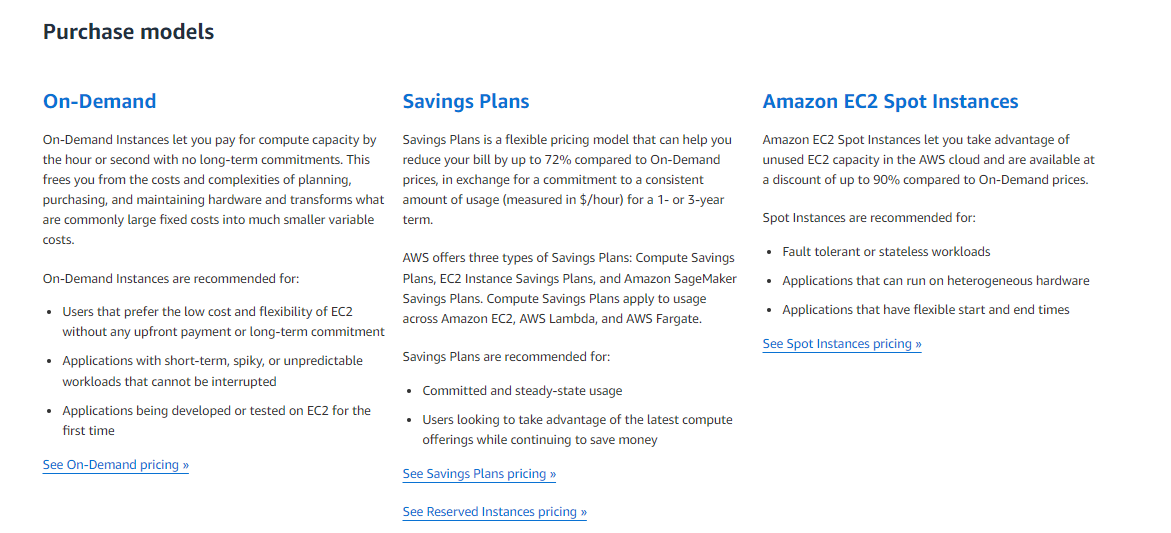 Purchase models
On-Demand
On-Demand Instances let you pay for compute capacity by
the hour or second with no long-term commitments. This
frees you from the costs and complexities of planning,
purchasing, and maintaining hardware and transforms what
are commonly large fixed costs into much smaller variable
costs.
On-Demand Instances are recommended for:
• Users that prefer the low cost and flexibility of EC2
without any upfront payment or long-term commitment
• Applications with short-term, spiky, or unpredictable
workloads that cannot be interrupted
• Applications being developed or tested on EC2 for the
first time
See On-Demand pricing »
Savings Plans
Savings Plans is a flexible pricing model that can help you
reduce your bill by up to 72% compared to On-Demand
prices, in exchange for a commitment to a consistent
amount of usage (measured in $/hour) for a 1- or 3-year
term.
AWS offers three types of Savings Plans: Compute Savings
Plans, EC2 Instance Savings Plans, and Amazon SageMaker
Savings Plans. Compute Savings Plans apply to usage
across Amazon EC2, AWS Lambda, and AWS Fargate.
Savings Plans are recommended for:
• Committed and steady-state usage
• Users looking to take advantage of the latest compute
offerings while continuing to save money
See Savings Plans pricing »
See Reserved Instances pricing »
Amazon EC2 Spot Instances
Amazon EC2 Spot Instances let you take advantage of
unused EC2 capacity in the AWS cloud and are available at
a discount of up to 90% compared to On-Demand prices.
Spot Instances are recommended for:
• Fault tolerant or stateless workloads
• Applications that can run on heterogeneous hardware
• Applications that have flexible start and end times
See Spot Instances pricing »